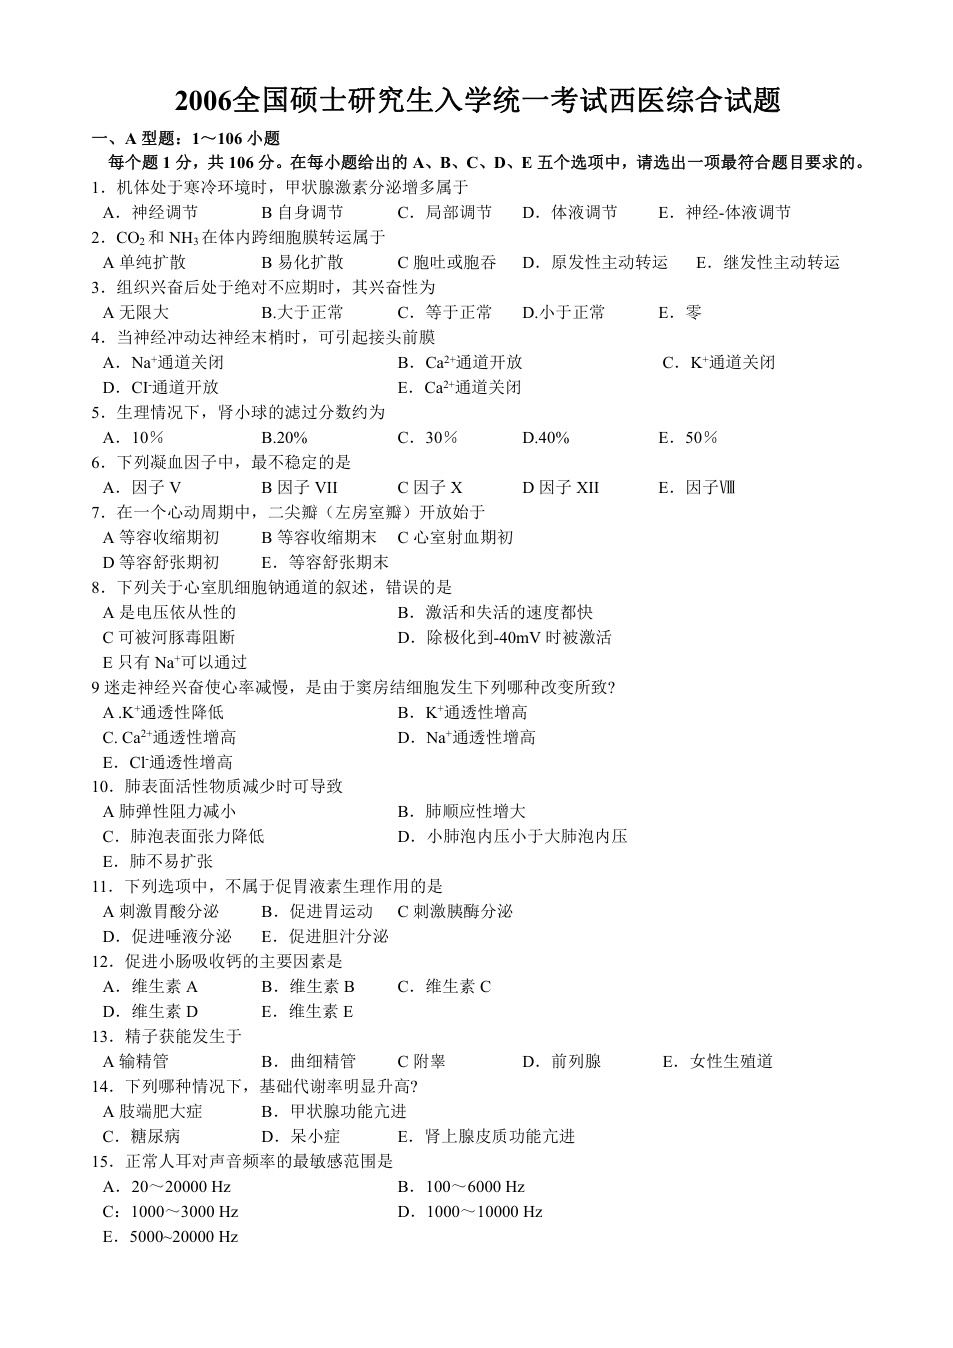 2006全国硕士研究生入学统一考试西医综合试题
一、A 型题：1～106 小题
每个题 1 分，共 106 分。在每小题给出的 A、B、C、D、E 五个选项中，请选出一项最符合题目要求的。
1．机体处于寒冷环境时，甲状腺激素分泌增多属于
A．神经调节 B 自身调节 C．局部调节 D．体液调节 E．神经-体液调节
2．CO₂和 NH₃在体内跨细胞膜转运属于
A 单纯扩散 B 易化扩散 C 胞吐或胞吞 D．原发性主动转运 E．继发性主动转运
3．组织兴奋后处于绝对不应期时，其兴奋性为
A 无限大 B.大于正常 C．等于正常 D.小于正常 E．零
4．当神经冲动达神经末梢时，可引起接头前膜
A．Na⁺通道关闭 B．Ca²⁺通道开放 C．K⁺通道关闭
D．CI⁻通道开放 E．Ca²⁺通道关闭
5．生理情况下，肾小球的滤过分数约为
A．10％ B.20% C．30％ D.40% E．50％
6．下列凝血因子中，最不稳定的是
A．因子 V B 因子 VII C 因子 X D 因子 XII E．因子Ⅷ
7．在一个心动周期中，二尖瓣（左房室瓣）开放始于
A 等容收缩期初 B 等容收缩期末 C 心室射血期初
D 等容舒张期初 E．等容舒张期末
8．下列关于心室肌细胞钠通道的叙述，错误的是
A 是电压依从性的 B．激活和失活的速度都快
C 可被河豚毒阻断 D．除极化到-40mV 时被激活
E 只有 Na⁺可以通过
9 迷走神经兴奋使心率减慢，是由于窦房结细胞发生下列哪种改变所致?
A .K⁺通透性降低 B．K⁺通透性增高
C. Ca²⁺通透性增高 D．Na⁺通透性增高
E．Cl⁻通透性增高
10．肺表面活性物质减少时可导致
A 肺弹性阻力减小 B．肺顺应性增大
C．肺泡表面张力降低 D．小肺泡内压小于大肺泡内压
E．肺不易扩张
11．下列选项中，不属于促胃液素生理作用的是
A 刺激胃酸分泌 B．促进胃运动 C 刺激胰酶分泌
D．促进唾液分泌 E．促进胆汁分泌
12．促进小肠吸收钙的主要因素是
A．维生素 A B．维生素 B C．维生素 C
D．维生素 D E．维生素 E
13．精子获能发生于
A 输精管 B．曲细精管 C 附睾 D．前列腺 E．女性生殖道
14．下列哪种情况下，基础代谢率明显升高?
A 肢端肥大症 B．甲状腺功能亢进
C．糖尿病 D．呆小症 E．肾上腺皮质功能亢进
15．正常人耳对声音频率的最敏感范围是
A．20～20000 Hz B．100～6000 Hz
C：1000～3000 Hz D．1000～10000 Hz
E．5000~20000 Hz